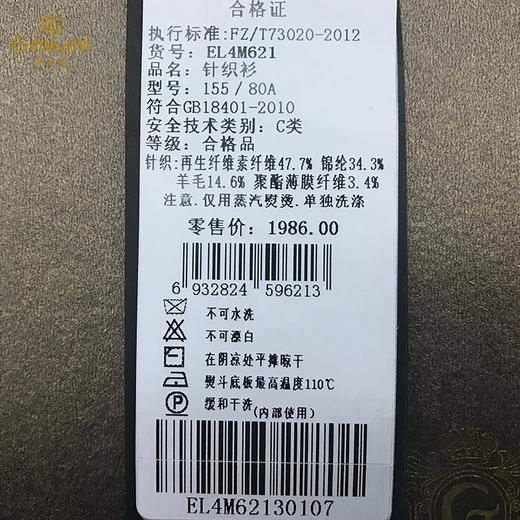 Gowani
合格证
执行标准:FZ/T73020-2012
货号: EL4M621
品名: 针织衫
型号: 155/80A
符合GB18401-2010
安全技术类别: C类
等级: 合格品
针织:再生纤维素纤维47.7% 锦纶34.3%
羊毛14.6% 聚酯薄膜纤维3.4%
注意.仅用蒸汽熨烫.单独洗涤
零售价: 1986.00
6 932824 596213
不可水洗
不可漂白
在阴凉处平摊晾干
熨斗底板最高温度110℃
缓和干洗(内部使用)
EL4M62130107